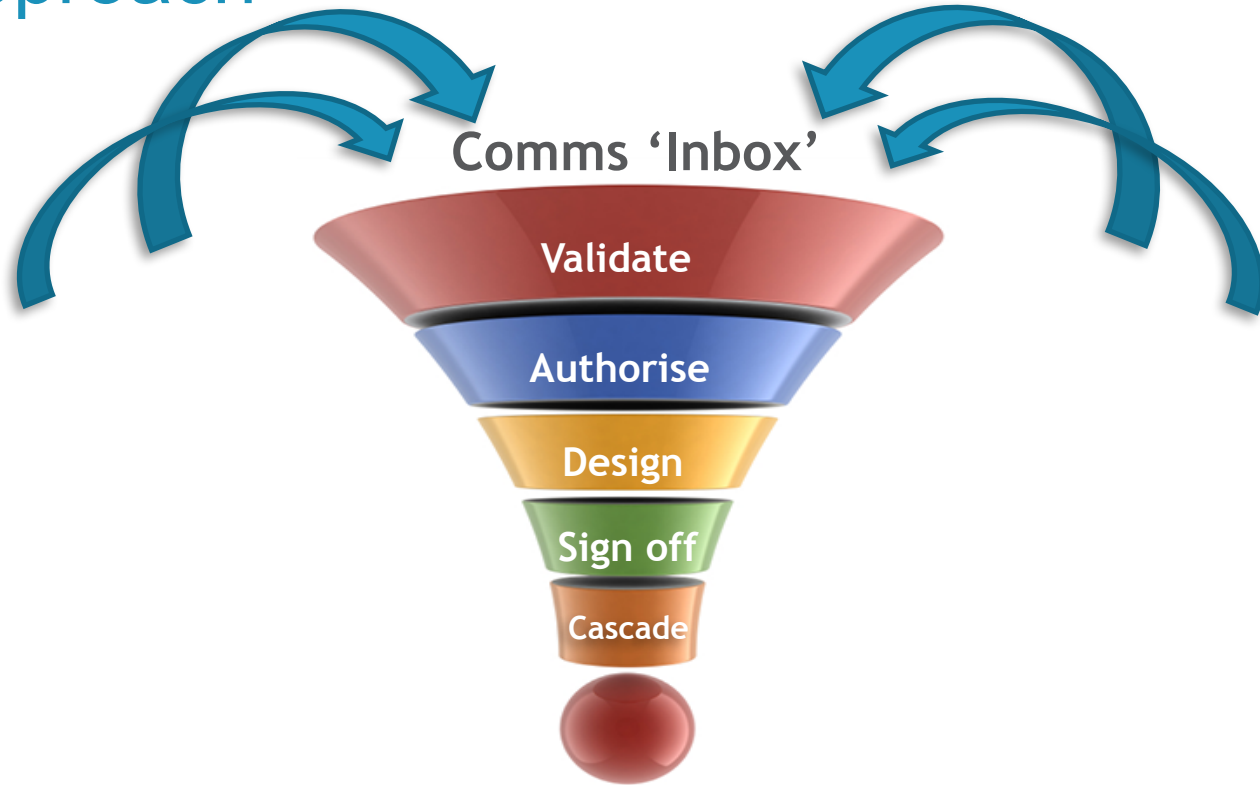 Comms ‘Inbox’
Validate
Authorise
Design
Sign off
Cascade